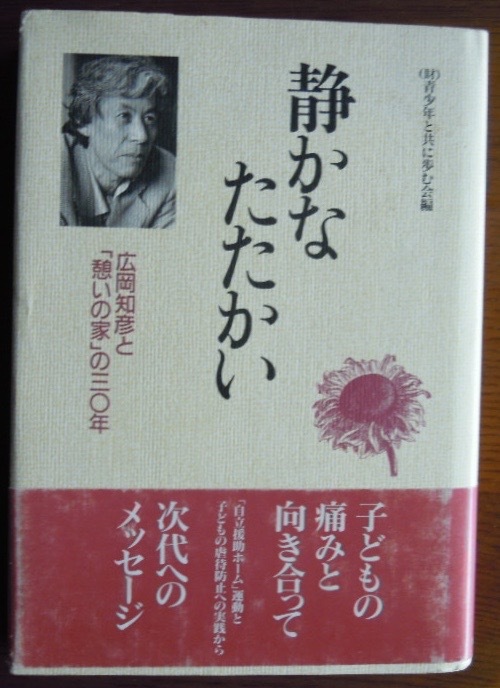 (財)青少年と共に歩む会編
静かな
たたかい
広岡知彦と
「憩いの家」の三〇年
子どもの
痛みと
向き合って
「自立援助ホーム」運動と
子どもの虐待防止への実践から
次代への
メッセージ